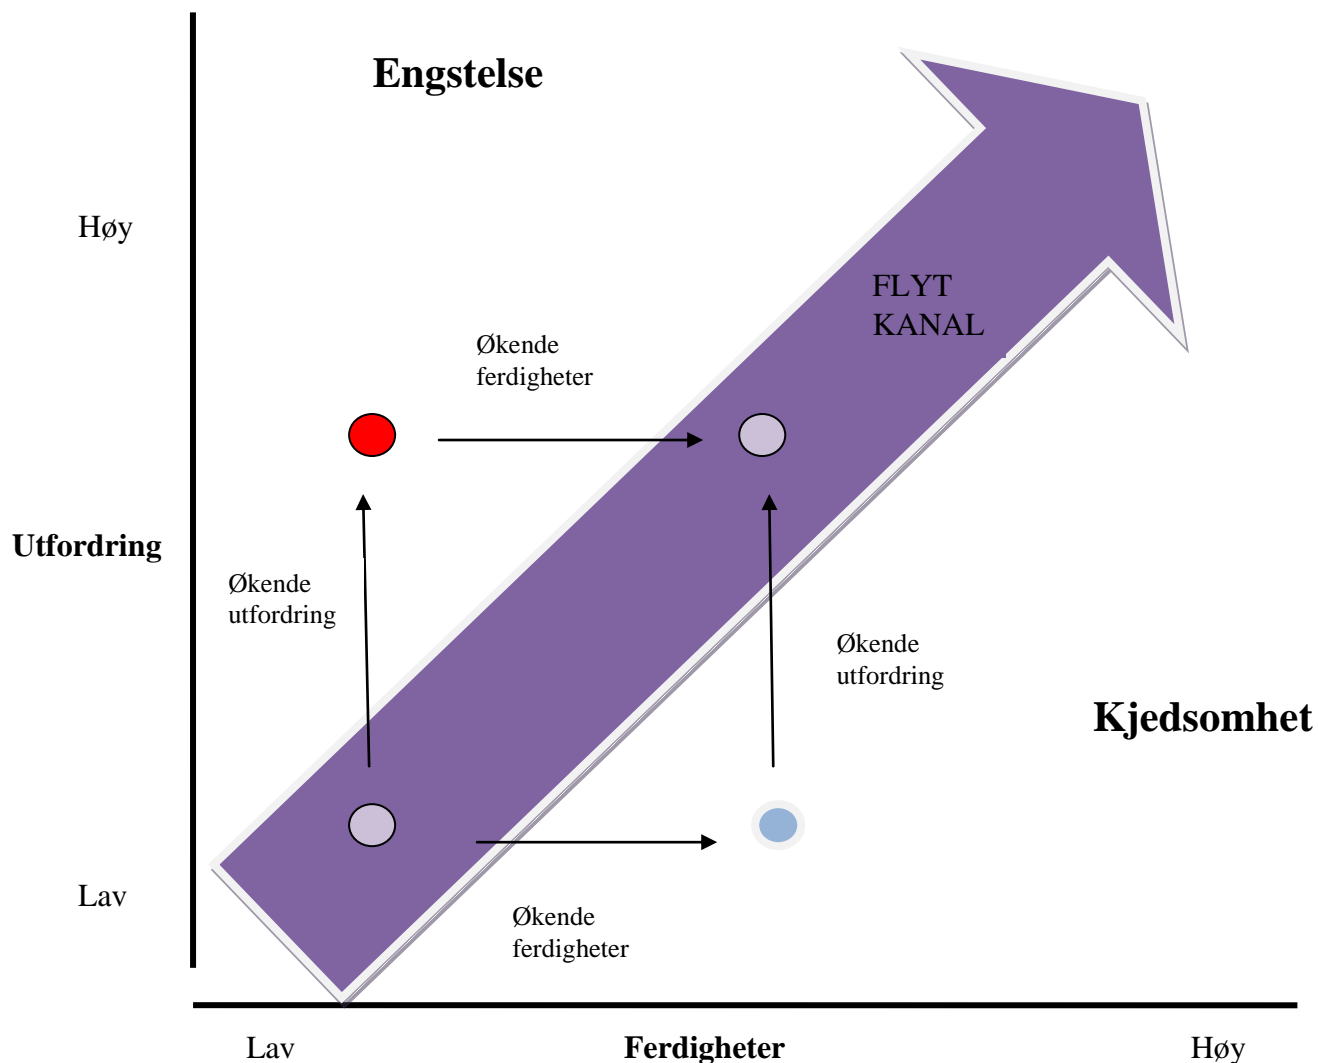 Engstelse
Høy
FLYT
KANAL
Økende
ferdigheter
Utfordring
Økende
utfordring
Økende
utfordring
Kjedsomhet
Lav
Økende
ferdigheter
Lav
Ferdigheter
Høy